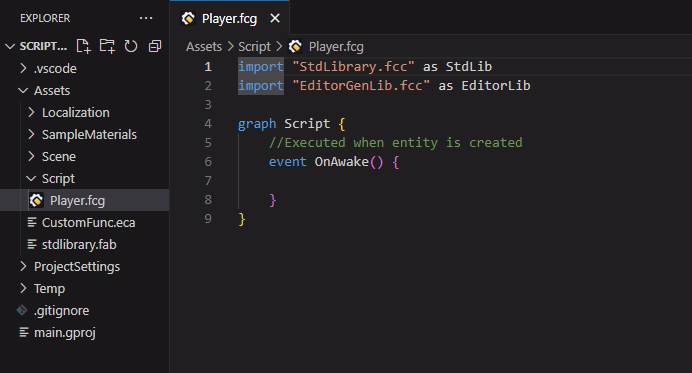 EXPLORER ...
SCRIPT...
.vscode
Assets
Localization
SampleMaterials
Scene
Script
Player.fcg
CustomFunc.eca
stdlibrary.fab
ProjectSettings
Temp
.gitignore
main.gproj
Player.fcg
Assets > Script > Player.fcg
1 import "StdLibrary.fcc" as StdLib
2 import "EditorGenLib.fcc" as EditorLib
3
4 graph Script {
5 //Executed when entity is created
6 event OnAwake() {
7
8 }
9 }